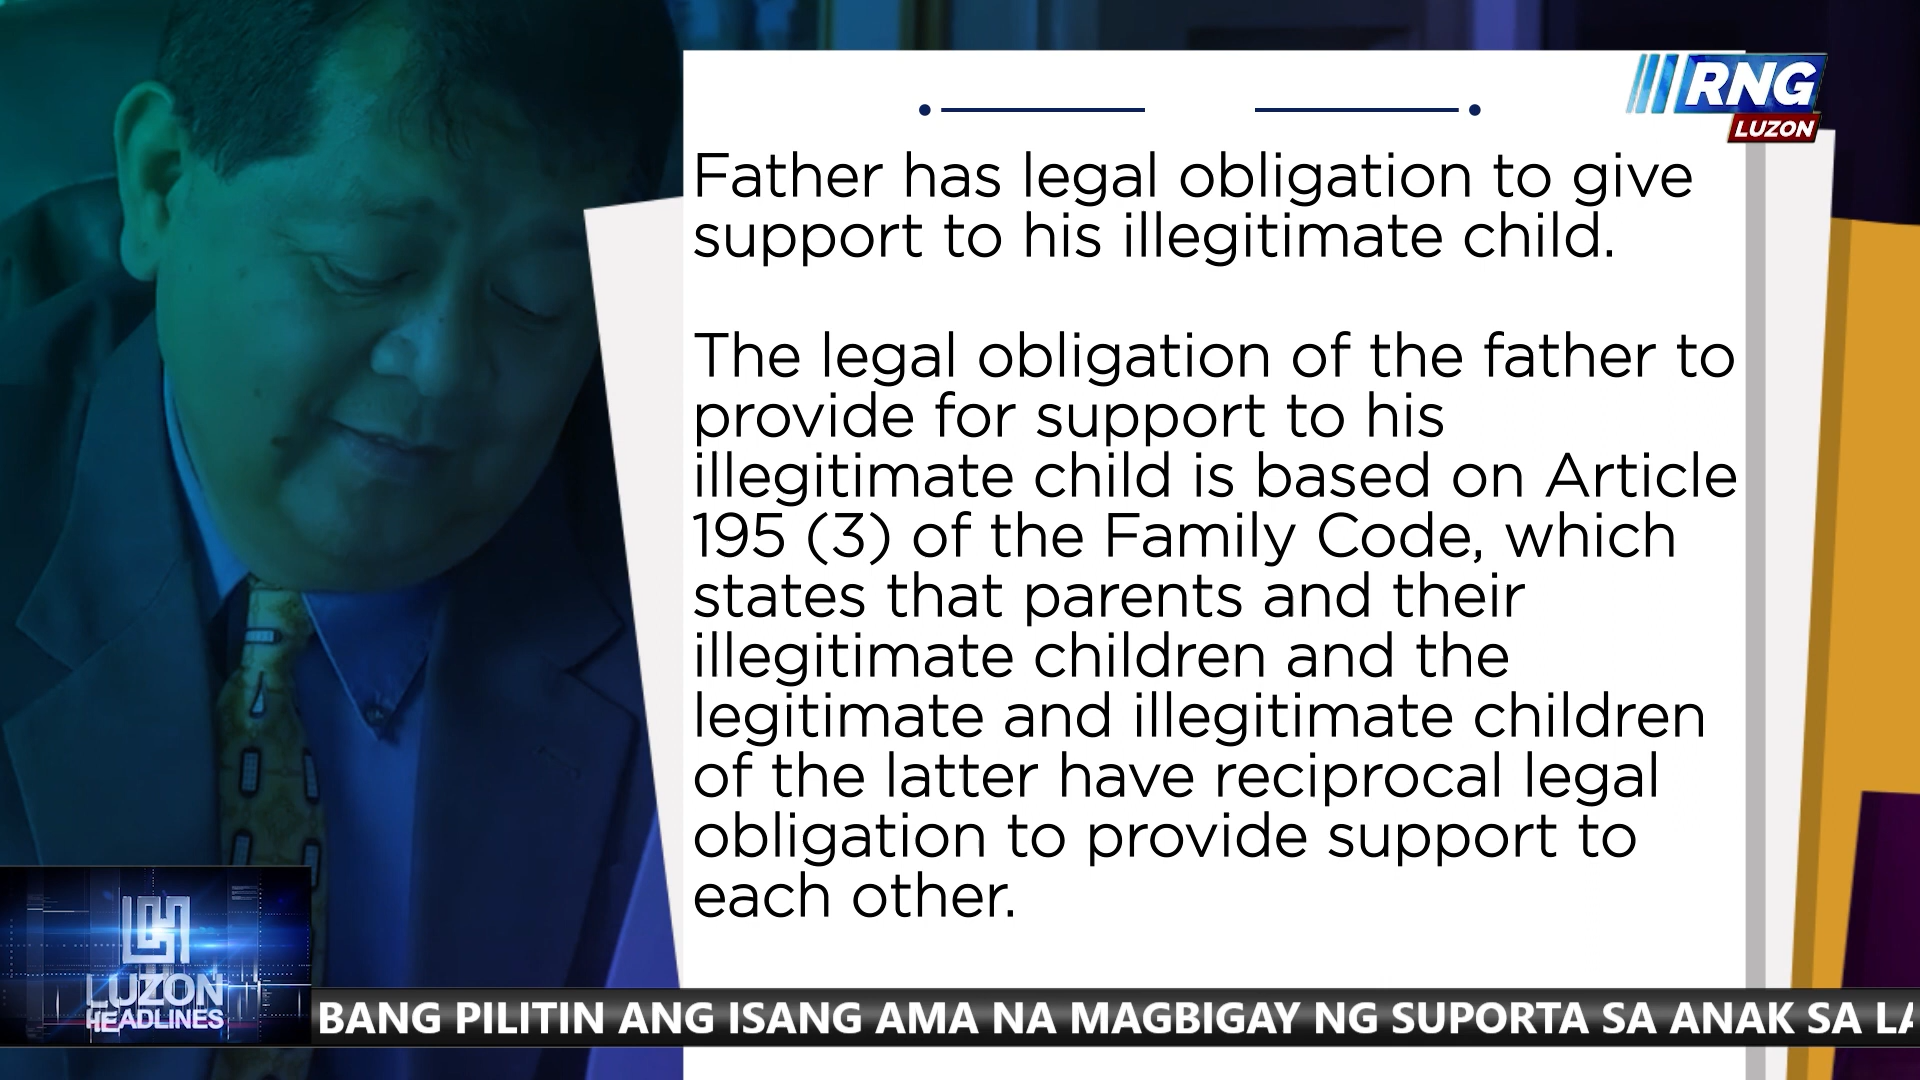 RNG
LUZON
Father has legal obligation to give
support to his illegitimate child.
The legal obligation of the father to
provide for support to his
illegitimate child is based on Article
195 (3) of the Family Code, which
states that parents and their
illegitimate children and the
legitimate and illegitimate children
of the latter have reciprocal legal
obligation to provide support to
each other.
LUZON
HEADLINES
BANG PILITIN ANG ISANG AMA NA MAGBIGAY NG SUPORTA SA ANAK SA